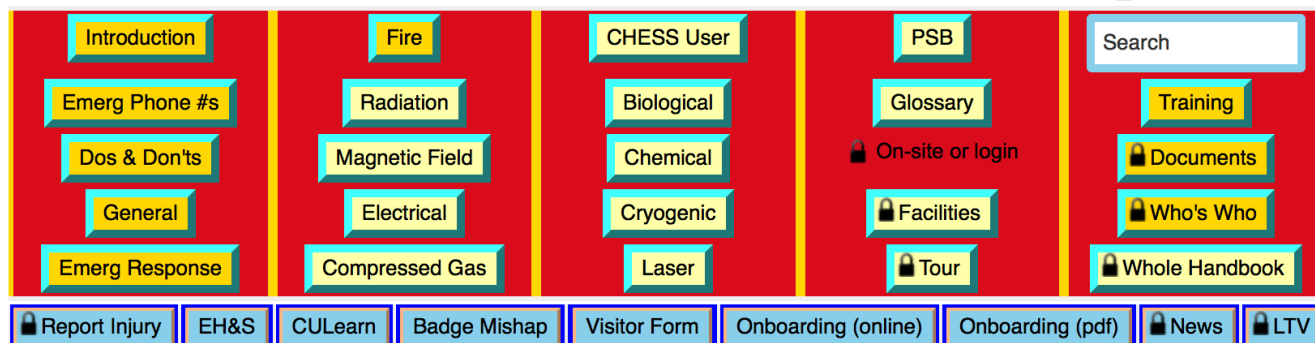 Introduction
Fire
CHESS User
PSB
Search
Emerg Phone #s
Radiation
Biological
Glossary
Training
Dos & Don'ts
Magnetic Field
Chemical
On-site or login
Documents
General
Electrical
Cryogenic
Facilities
Who's Who
Emerg Response
Compressed Gas
Laser
Tour
Whole Handbook
Report Injury
EH&S
CULearn
Badge Mishap
Visitor Form
Onboarding (online)
Onboarding (pdf)
News
LTV